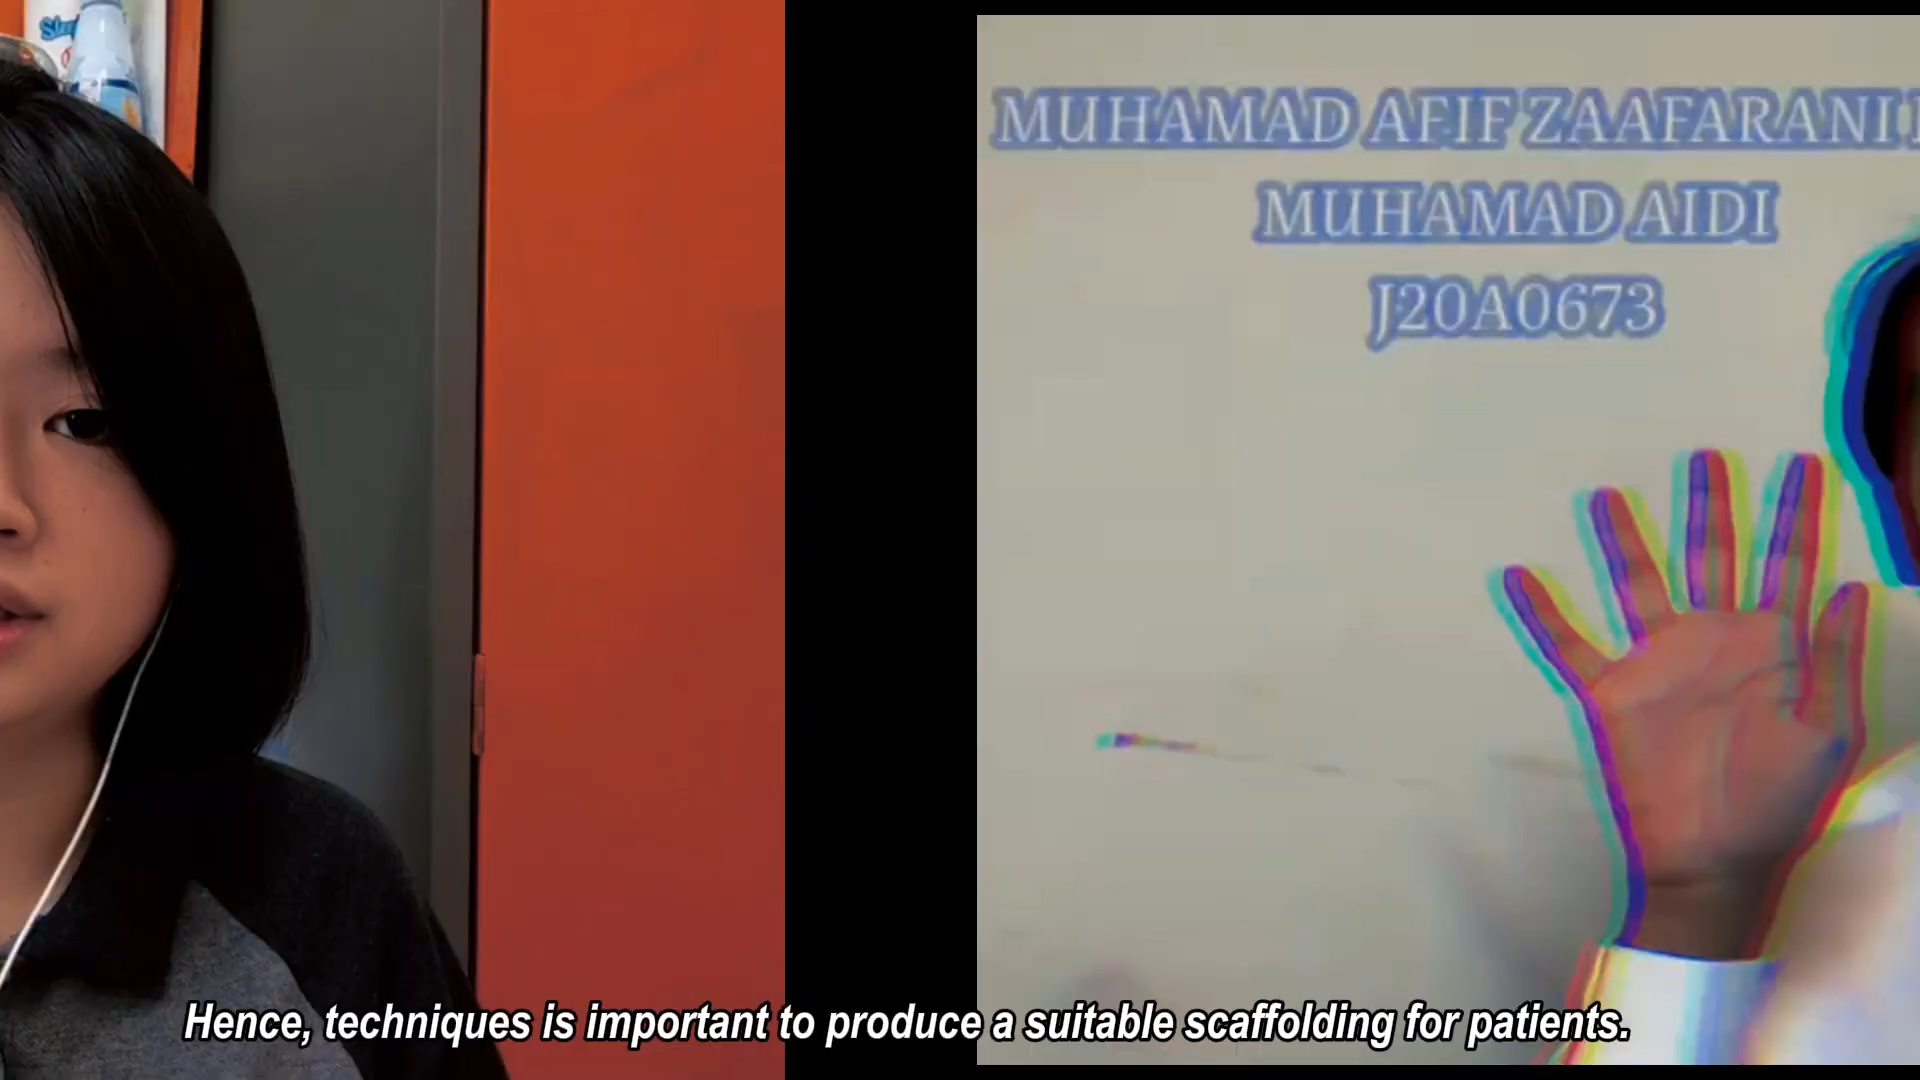 MUHAMAD AFIF ZAAFARANI
MUHAMAD AIDI
J20A0673
Hence, techniques is important to produce a suitable scaffolding for patients.